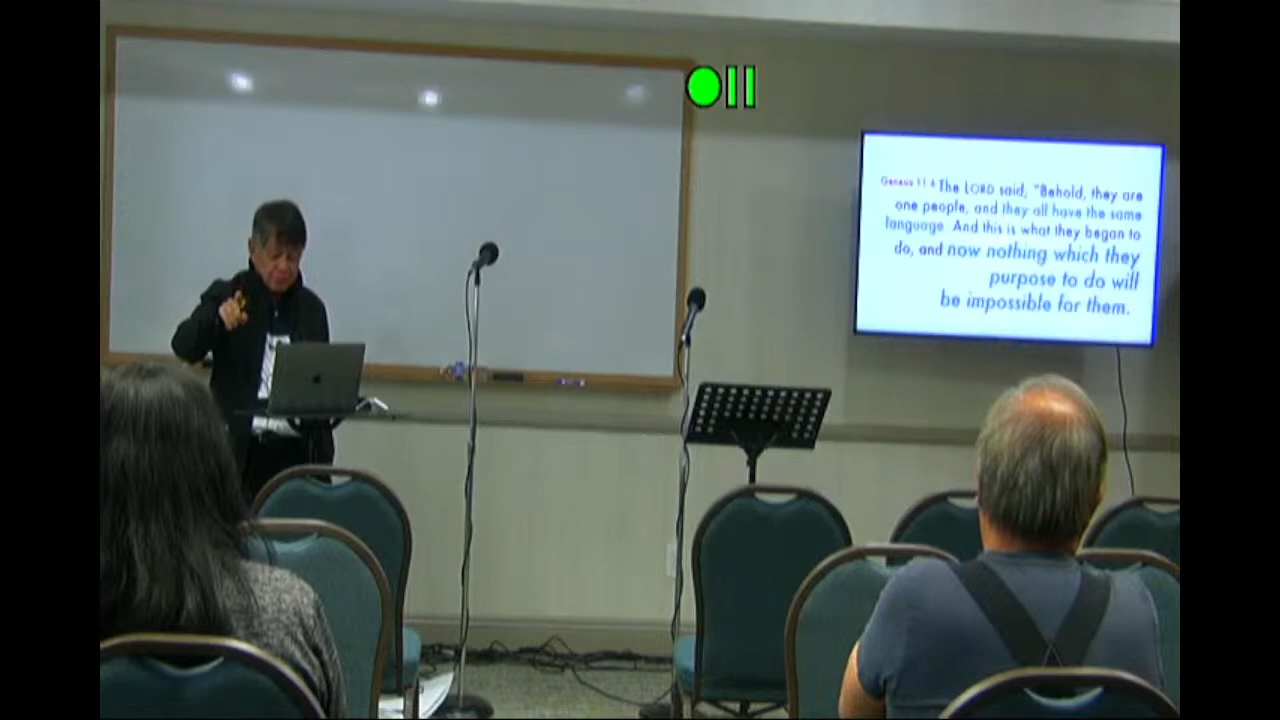 Genesis 11:6 The LORD said, "Behold, they are
one people, and they all have the same
language. And this is what they began to
do, and now nothing which they
purpose to do will
be impossible for them.